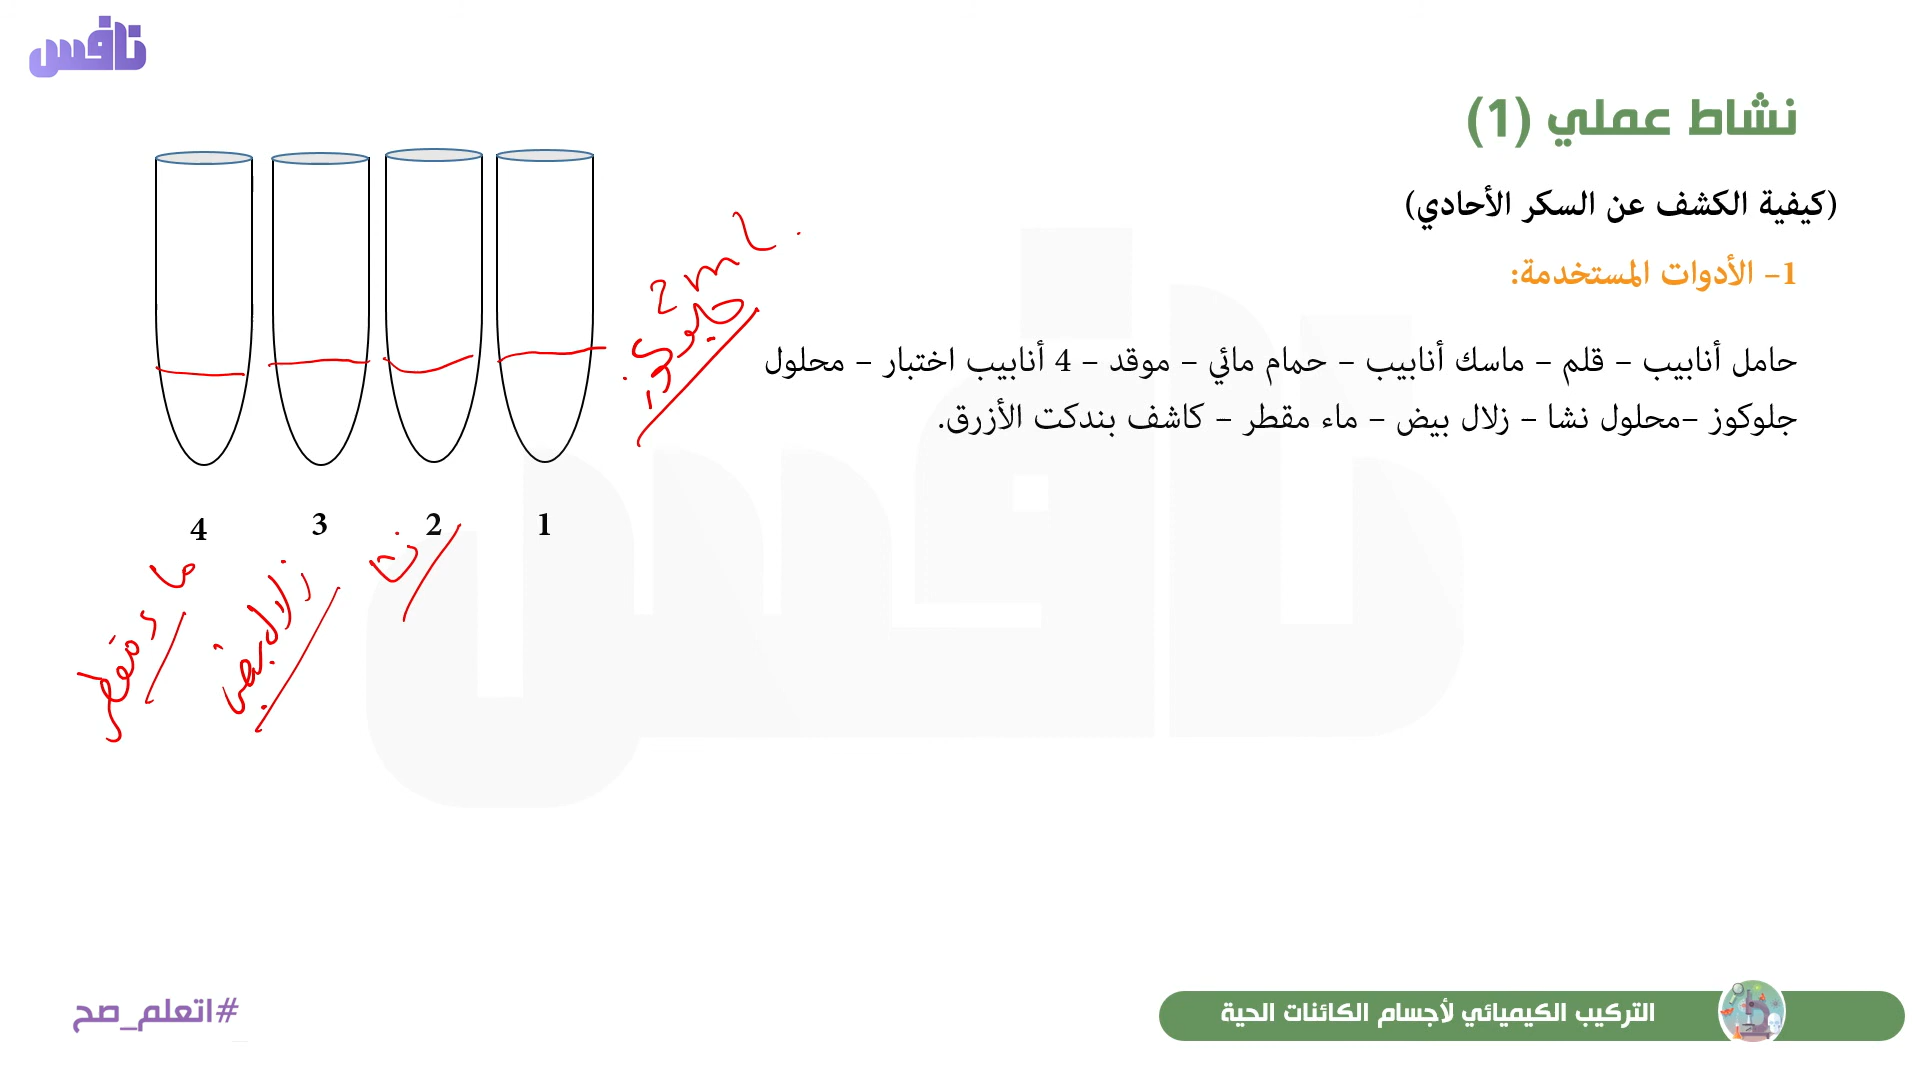 نافس
نشاط عملي (1)
(كيفية الكشف عن السكر الأحادي)
1- الأدوات المستخدمة:
حامل أنابيب – قلم – ماسك أنابيب – حمام مائي – موقد – 4 أنابيب اختبار – محلول
جلوكوز –محلول نشا – زلال بيض – ماء مقطر – كاشف بندكت الأزرق.
2ml
جلوكوز
4 3 2 1
نشا
زلال بيض
ماء مقطر
التركيب الكيميائي لأجسام الكائنات الحية
#اتعلم_صح